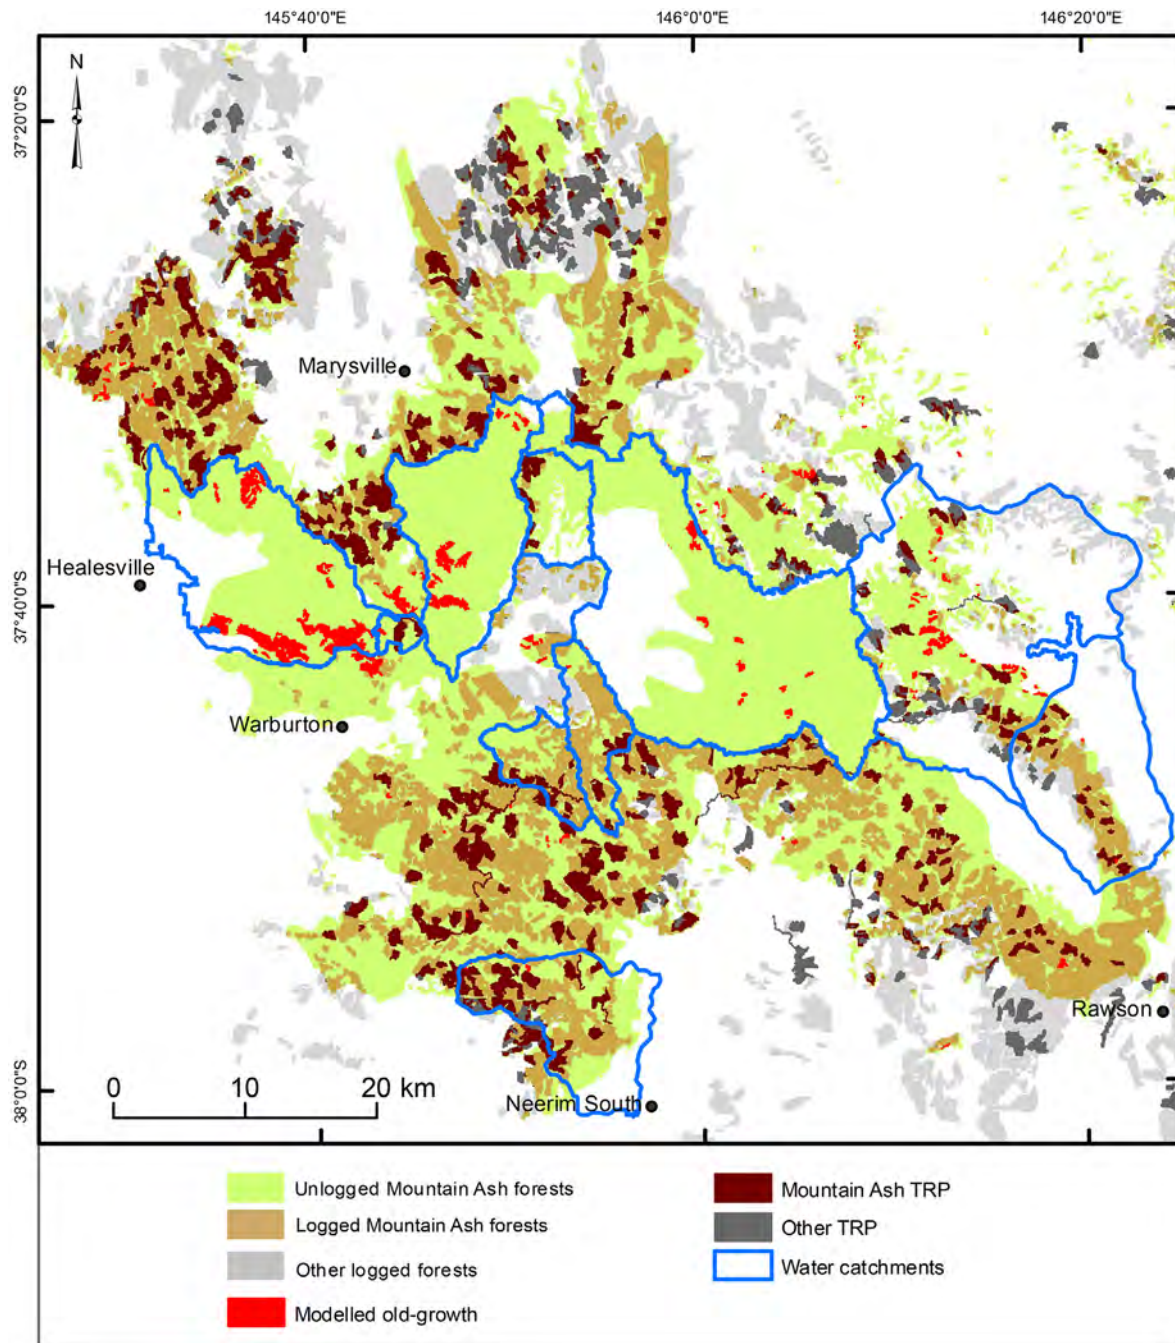 145°40'0"E 146°0'0"E 146°20'0"E
N
37°20'0"S
Marysville
Healesville
37°40'0"S
Warburton
Rawson
38°0'0"S
0 10 20 km
Neerim South
Unlogged Mountain Ash forests
Logged Mountain Ash forests
Other logged forests
Modelled old-growth
Mountain Ash TRP
Other TRP
Water catchments